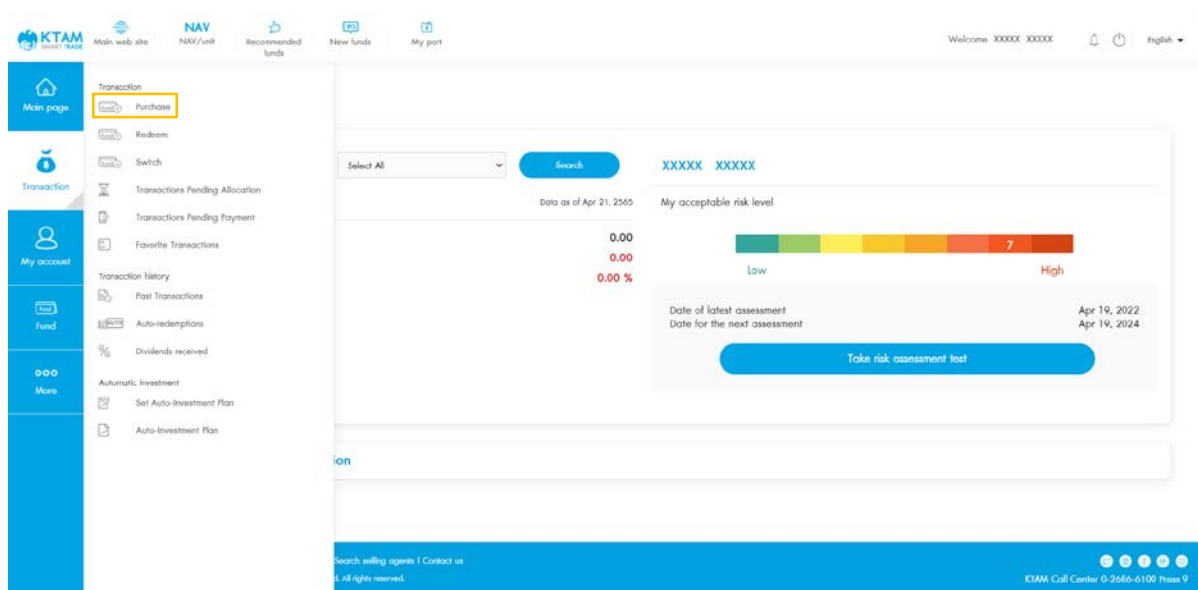 KTAM
SMART TRADE
Main web site
NAV
NAV/unit
Recommended
funds
New funds
My port
Welcome XXXXX XXXXX
English
Main page
Transaction
My account
Fund
Fund
More
Transaction
Purchase
Redeem
Switch
Transactions Pending Allocation
Transactions Pending Payment
Favorite Transactions
Transaction history
Past Transactions
AUTO
Auto-redemptions
Dividends received
Automatic Investment
Set Auto-Investment Plan
Auto-Investment Plan
Select All
Search
Data as of Apr 21, 2565
0.00
0.00
0.00 %
XXXXX XXXXX
My acceptable risk level
7
Low
High
Date of latest assessment
Apr 19, 2022
Date for the next assessment
Apr 19, 2024
Take risk assessment test
ion
Search selling agents | Contact us
d. All rights reserved.
KTAM Call Center 0-2686-6100 Press 9